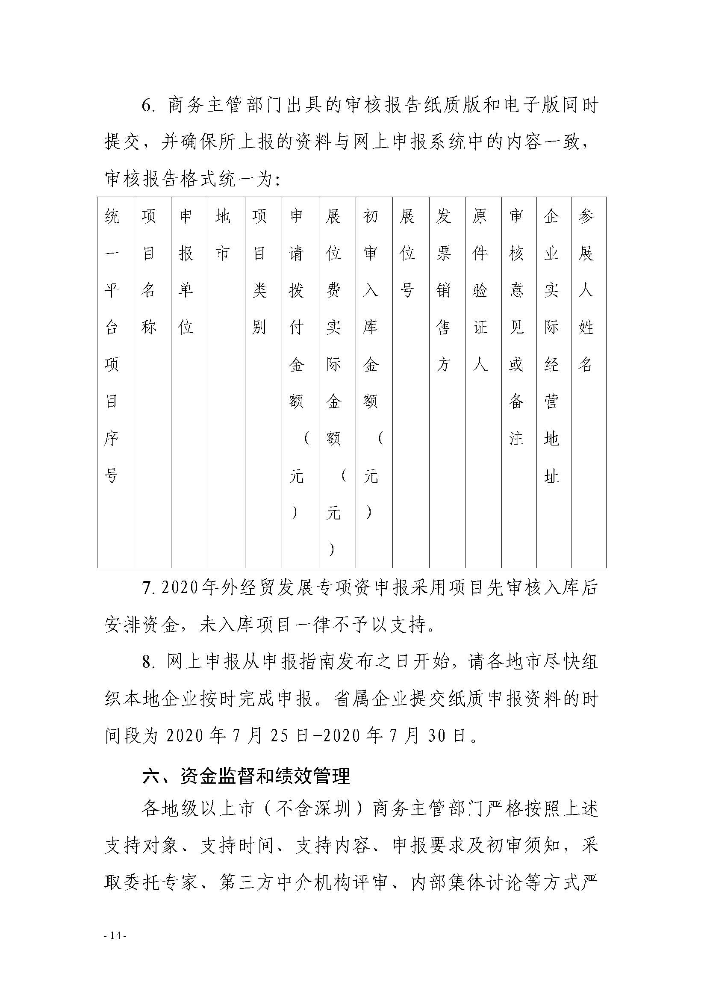 6. 商务主管部门出具的审核报告纸质版和电子版同时
提交，并确保所上报的资料与网上申报系统中的内容一致，
审核报告格式统一为：
统一平台项目序号
项目名称
申报单位
地市
项目类别
申请拨付金额（元）
展位费实际金额（元）
初审入库金额（元）
展位号
发票销售方
原件验证人
审核意见或备注
企业实际经营地址
参展人姓名
7. 2020年外经贸发展专项资申报采用项目先审核入库后
安排资金，未入库项目一律不予以支持。
8. 网上申报从申报指南发布之日开始，请各地市尽快组
织本地企业按时完成申报。省属企业提交纸质申报资料的时
间段为 2020 年 7 月 25 日-2020 年 7 月 30 日。
六、资金监督和绩效管理
各地级以上市（不含深圳）商务主管部门严格按照上述
支持对象、支持时间、支持内容、申报要求及初审须知，采
取委托专家、第三方中介机构评审、内部集体讨论等方式严
- 14 -